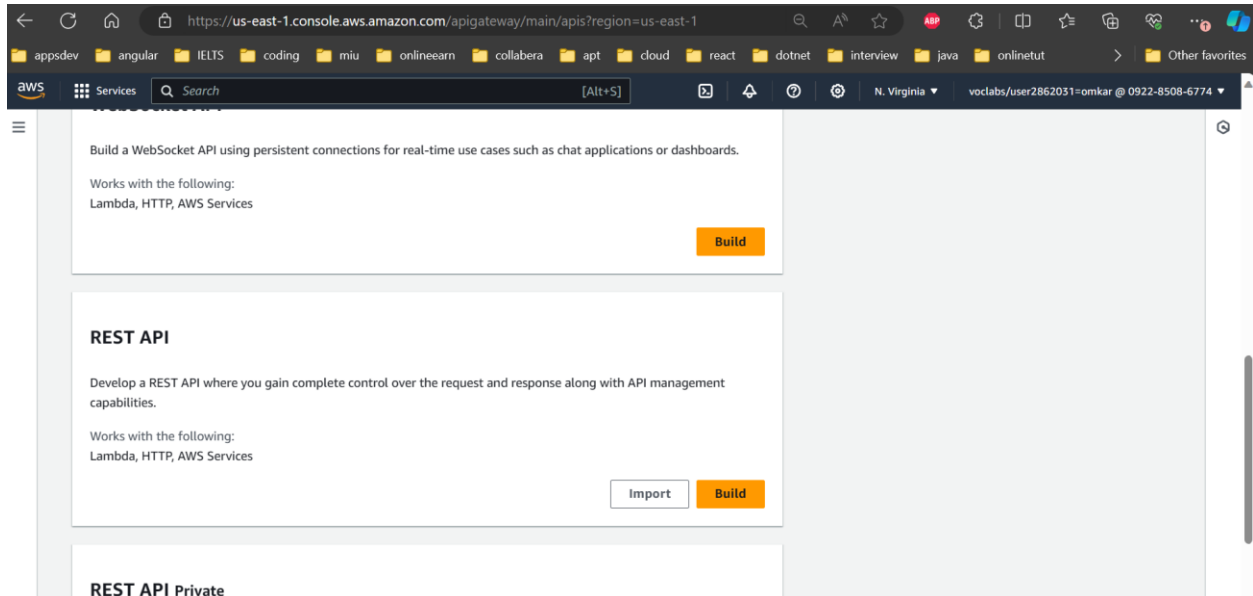 https://us-east-1.console.aws.amazon.com/apigateway/main/apis?region=us-east-1
ABP
appsdev angular IELTS coding miu onlineearn collabera apt cloud react dotnet interview java onlinetut Other favorites
aws Services Search [Alt+S] N. Virginia voclabs/user2862031=omkar @ 0922-8508-6774
WebSocket API
Build a WebSocket API using persistent connections for real-time use cases such as chat applications or dashboards.
Works with the following:
Lambda, HTTP, AWS Services
Build
REST API
Develop a REST API where you gain complete control over the request and response along with API management
capabilities.
Works with the following:
Lambda, HTTP, AWS Services
Import Build
REST API Private